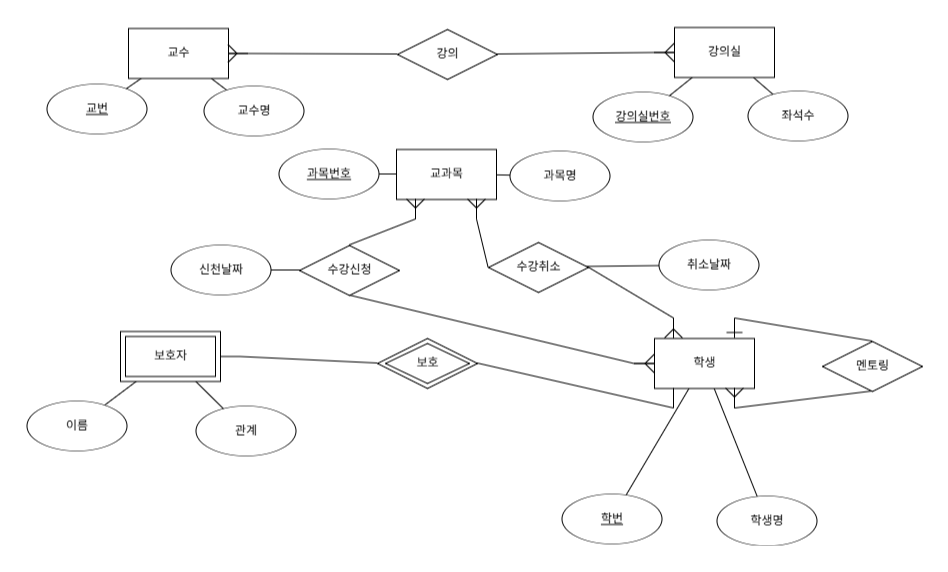 교수
강의
강의실
교번
교수명
강의실번호
좌석수
과목번호
교과목
과목명
신천날짜
수강신청
수강취소
취소날짜
보호자
보호
학생
멘토링
이름
관계
학번
학생명